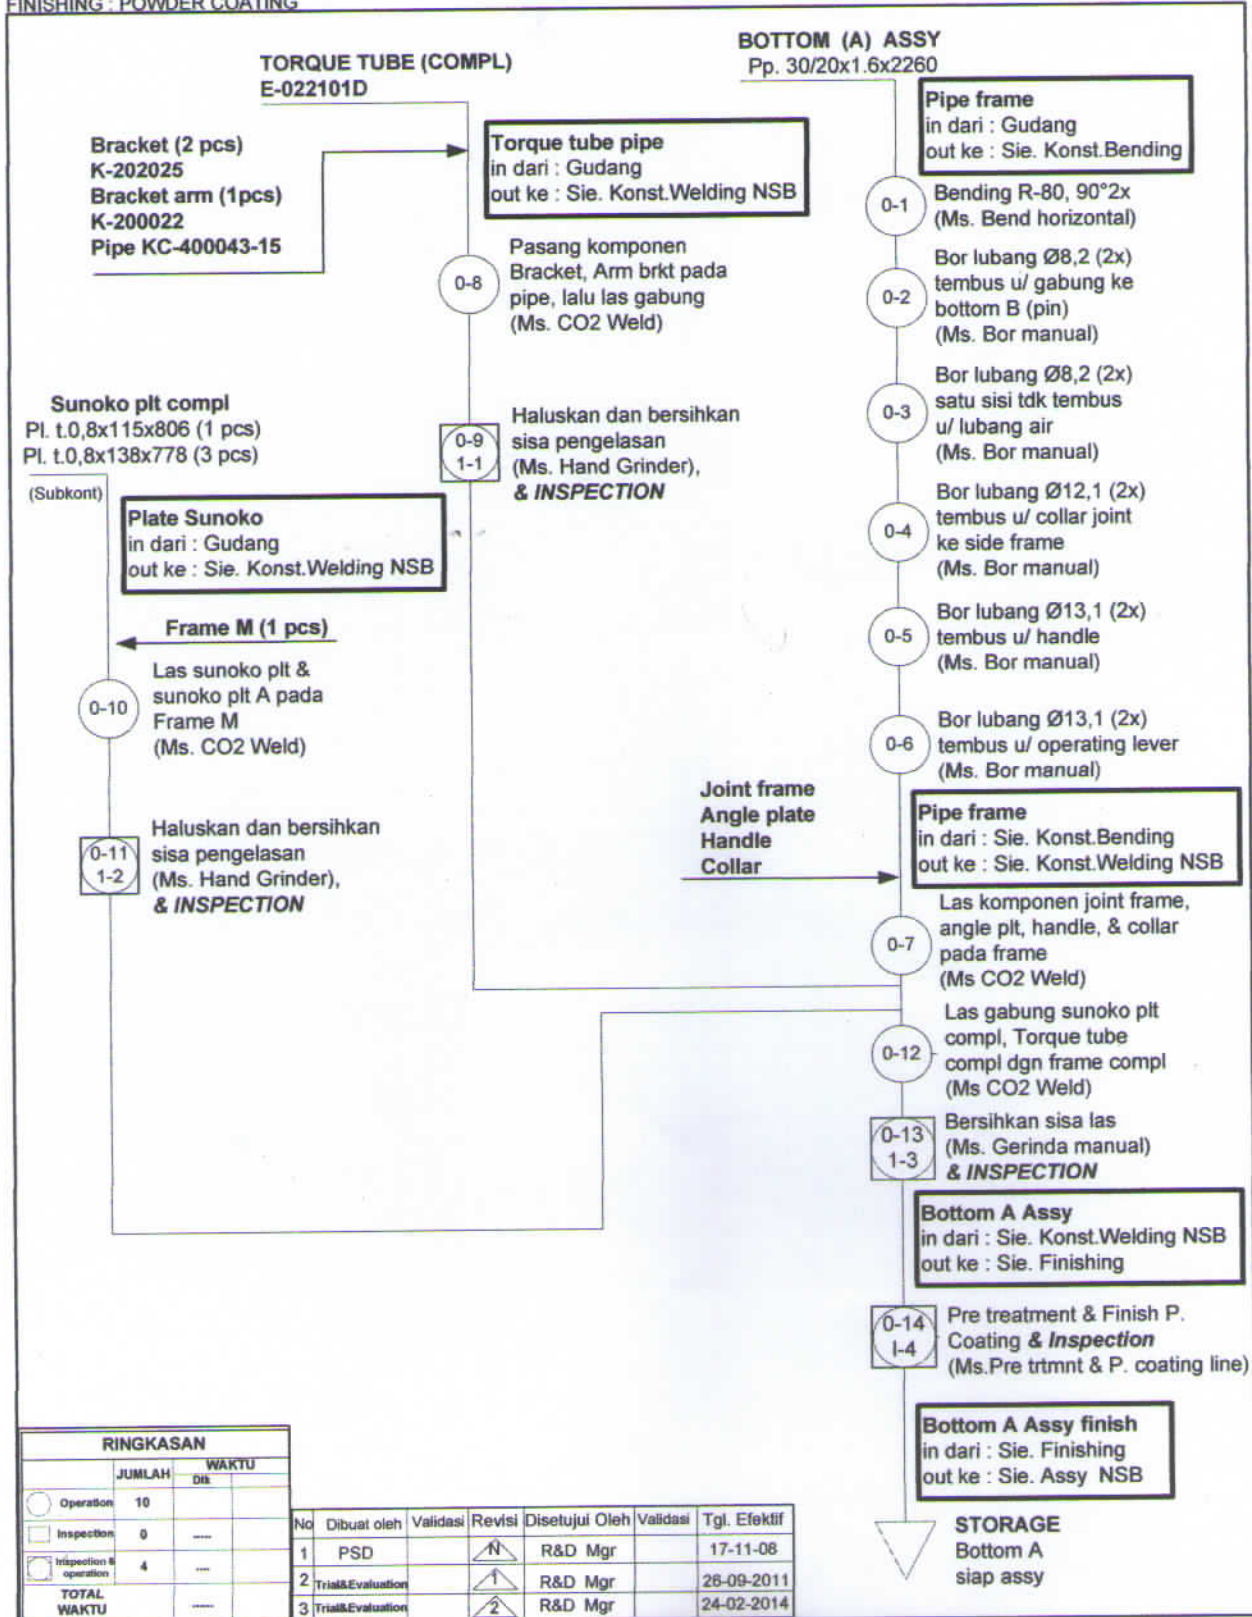 FINISHING : POWDER COATING
TORQUE TUBE (COMPL)
E-022101D
Bracket (2 pcs)
K-202025
Bracket arm (1pcs)
K-200022
Pipe KC-400043-15
Torque tube pipe
in dari : Gudang
out ke : Sie. Konst.Welding NSB
0-8
Pasang komponen
Bracket, Arm brkt pada
pipe, lalu las gabung
(Ms. CO2 Weld)
0-9
1-1
Haluskan dan bersihkan
sisa pengelasan
(Ms. Hand Grinder),
& INSPECTION
Sunoko plt compl
Pl. t.0,8x115x806 (1 pcs)
Pl. t.0,8x138x778 (3 pcs)
(Subkont)
Plate Sunoko
in dari : Gudang
out ke : Sie. Konst.Welding NSB
Frame M (1 pcs)
0-10
Las sunoko plt &
sunoko plt A pada
Frame M
(Ms. CO2 Weld)
0-11
1-2
Haluskan dan bersihkan
sisa pengelasan
(Ms. Hand Grinder),
& INSPECTION
BOTTOM (A) ASSY
Pp. 30/20x1.6x2260
Pipe frame
in dari : Gudang
out ke : Sie. Konst.Bending
0-1
Bending R-80, 90°2x
(Ms. Bend horizontal)
0-2
Bor lubang Ø8,2 (2x)
tembus u/ gabung ke
bottom B (pin)
(Ms. Bor manual)
0-3
Bor lubang Ø8,2 (2x)
satu sisi tdk tembus
u/ lubang air
(Ms. Bor manual)
0-4
Bor lubang Ø12,1 (2x)
tembus u/ collar joint
ke side frame
(Ms. Bor manual)
0-5
Bor lubang Ø13,1 (2x)
tembus u/ handle
(Ms. Bor manual)
0-6
Bor lubang Ø13,1 (2x)
tembus u/ operating lever
(Ms. Bor manual)
Joint frame
Angle plate
Handle
Collar
Pipe frame
in dari : Sie. Konst.Bending
out ke : Sie. Konst.Welding NSB
0-7
Las komponen joint frame,
angle plt, handle, & collar
pada frame
(Ms CO2 Weld)
0-12
Las gabung sunoko plt
compl, Torque tube
compl dgn frame compl
(Ms CO2 Weld)
0-13
1-3
Bersihkan sisa las
(Ms. Gerinda manual)
& INSPECTION
Bottom A Assy
in dari : Sie. Konst.Welding NSB
out ke : Sie. Finishing
0-14
I-4
Pre treatment & Finish P.
Coating & Inspection
(Ms.Pre trtmnt & P. coating line)
Bottom A Assy finish
in dari : Sie. Finishing
out ke : Sie. Assy NSB
STORAGE
Bottom A
siap assy
RINGKASAN
JUMLAH WAKTU
Dtk
Operation 10
Inspection 0 -----
Inspection & operation 4 ----
TOTAL WAKTU -----
No Dibuat oleh Validasi Revisi Disetujui Oleh Validasi Tgl. Efektif
1 PSD N R&D Mgr 17-11-08
2 Trial&Evaluation 1 R&D Mgr 26-09-2011
3 Trial&Evaluation 2 R&D Mgr 24-02-2014